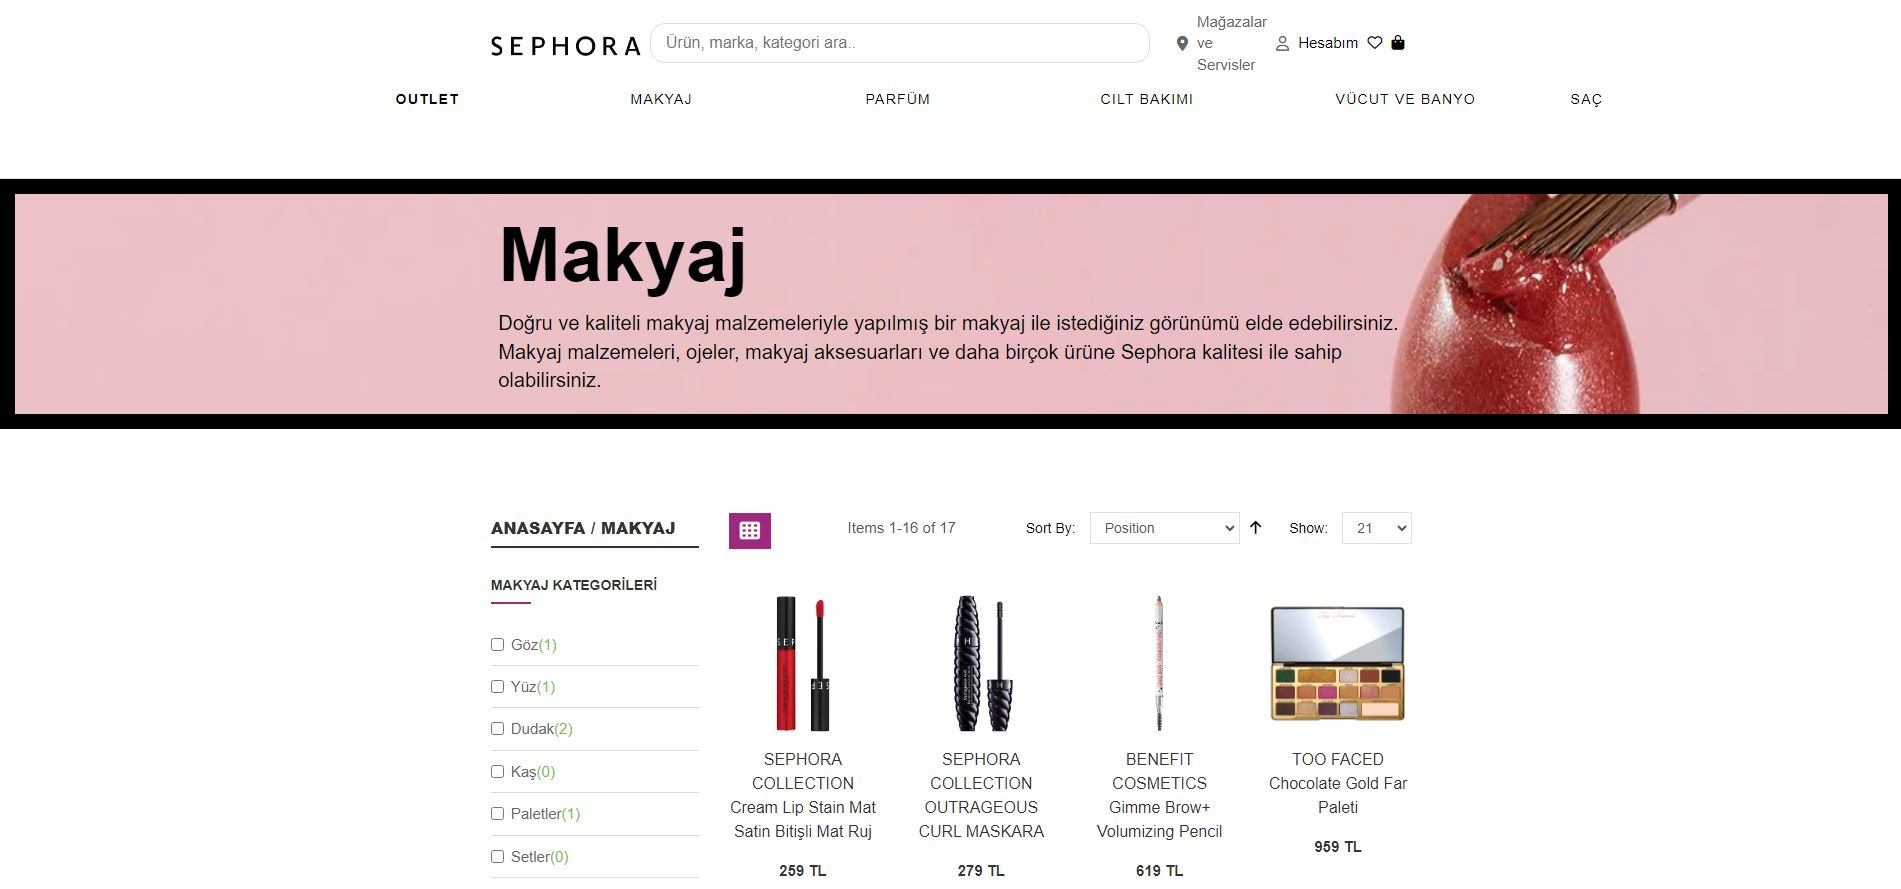 SEPHORA
Ürün, marka, kategori ara..
Mağazalar
ve
Servisler
Hesabım
OUTLET
MAKYAJ
PARFÜM
CILT BAKIMI
VÜCUT VE BANYO
SAÇ
Makyaj
Doğru ve kaliteli makyaj malzemeleriyle yapılmış bir makyaj ile istediğiniz görünümü elde edebilirsiniz.
Makyaj malzemeleri, ojeler, makyaj aksesuarları ve daha birçok ürüne Sephora kalitesi ile sahip
olabilirsiniz.
ANASAYFA / MAKYAJ
Items 1-16 of 17
Sort By:
Position
Show:
21
MAKYAJ KATEGORİLERİ
Göz(1)
Yüz(1)
Dudak(2)
Kaş(0)
Paletler(1)
Setler(0)
SEPHORA
COLLECTION
Cream Lip Stain Mat
Satin Bitişli Mat Ruj
259 TL
SEPHORA
COLLECTION
OUTRAGEOUS
CURL MASKARA
279 TL
BENEFIT
COSMETICS
Gimme Brow+
Volumizing Pencil
619 TL
TOO FACED
Chocolate Gold Far
Paleti
959 TL